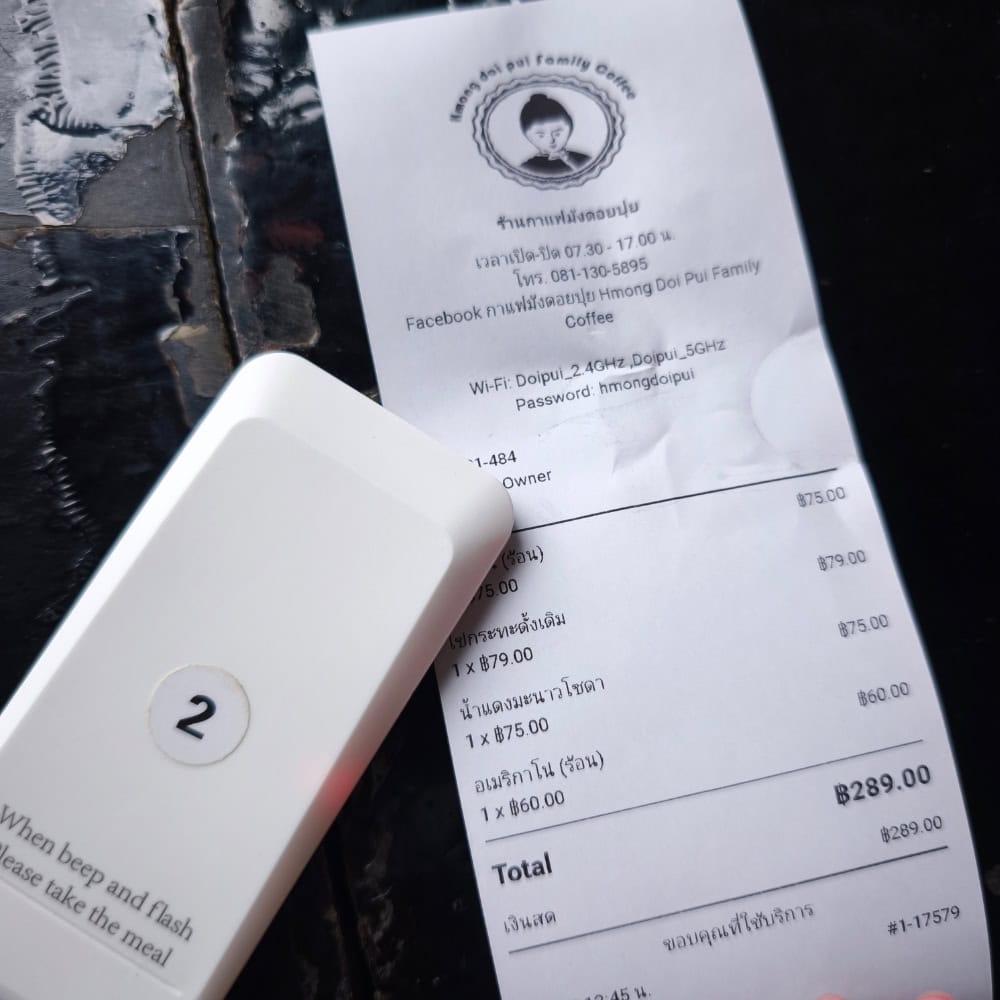 Hmong doi pui Family Coffee
ร้านกาแฟม้งดอยปุย
เวลาเปิด-ปิด 07.30 - 17.00 น.
โทร. 081-130-5895
Facebook กาแฟม้งดอยปุย Hmong Doi Pui Family
Coffee
Wi-Fi: Doipui_2.4GHz ,Doipui_5GHz
Password: hmongdoipui
1-484
Owner
(ร้อน) ฿75.00
75.00
ไข่กระทะดั้งเดิม ฿79.00
1 x ฿79.00
น้ำแดงมะนาวโซดา ฿75.00
1 x ฿75.00
อเมริกาโน (ร้อน) ฿60.00
1 x ฿60.00
Total ฿289.00
เงินสด ฿289.00
ขอบคุณที่ใช้บริการ
:45 น. #1-17579
2
When beep and flash
please take the meal